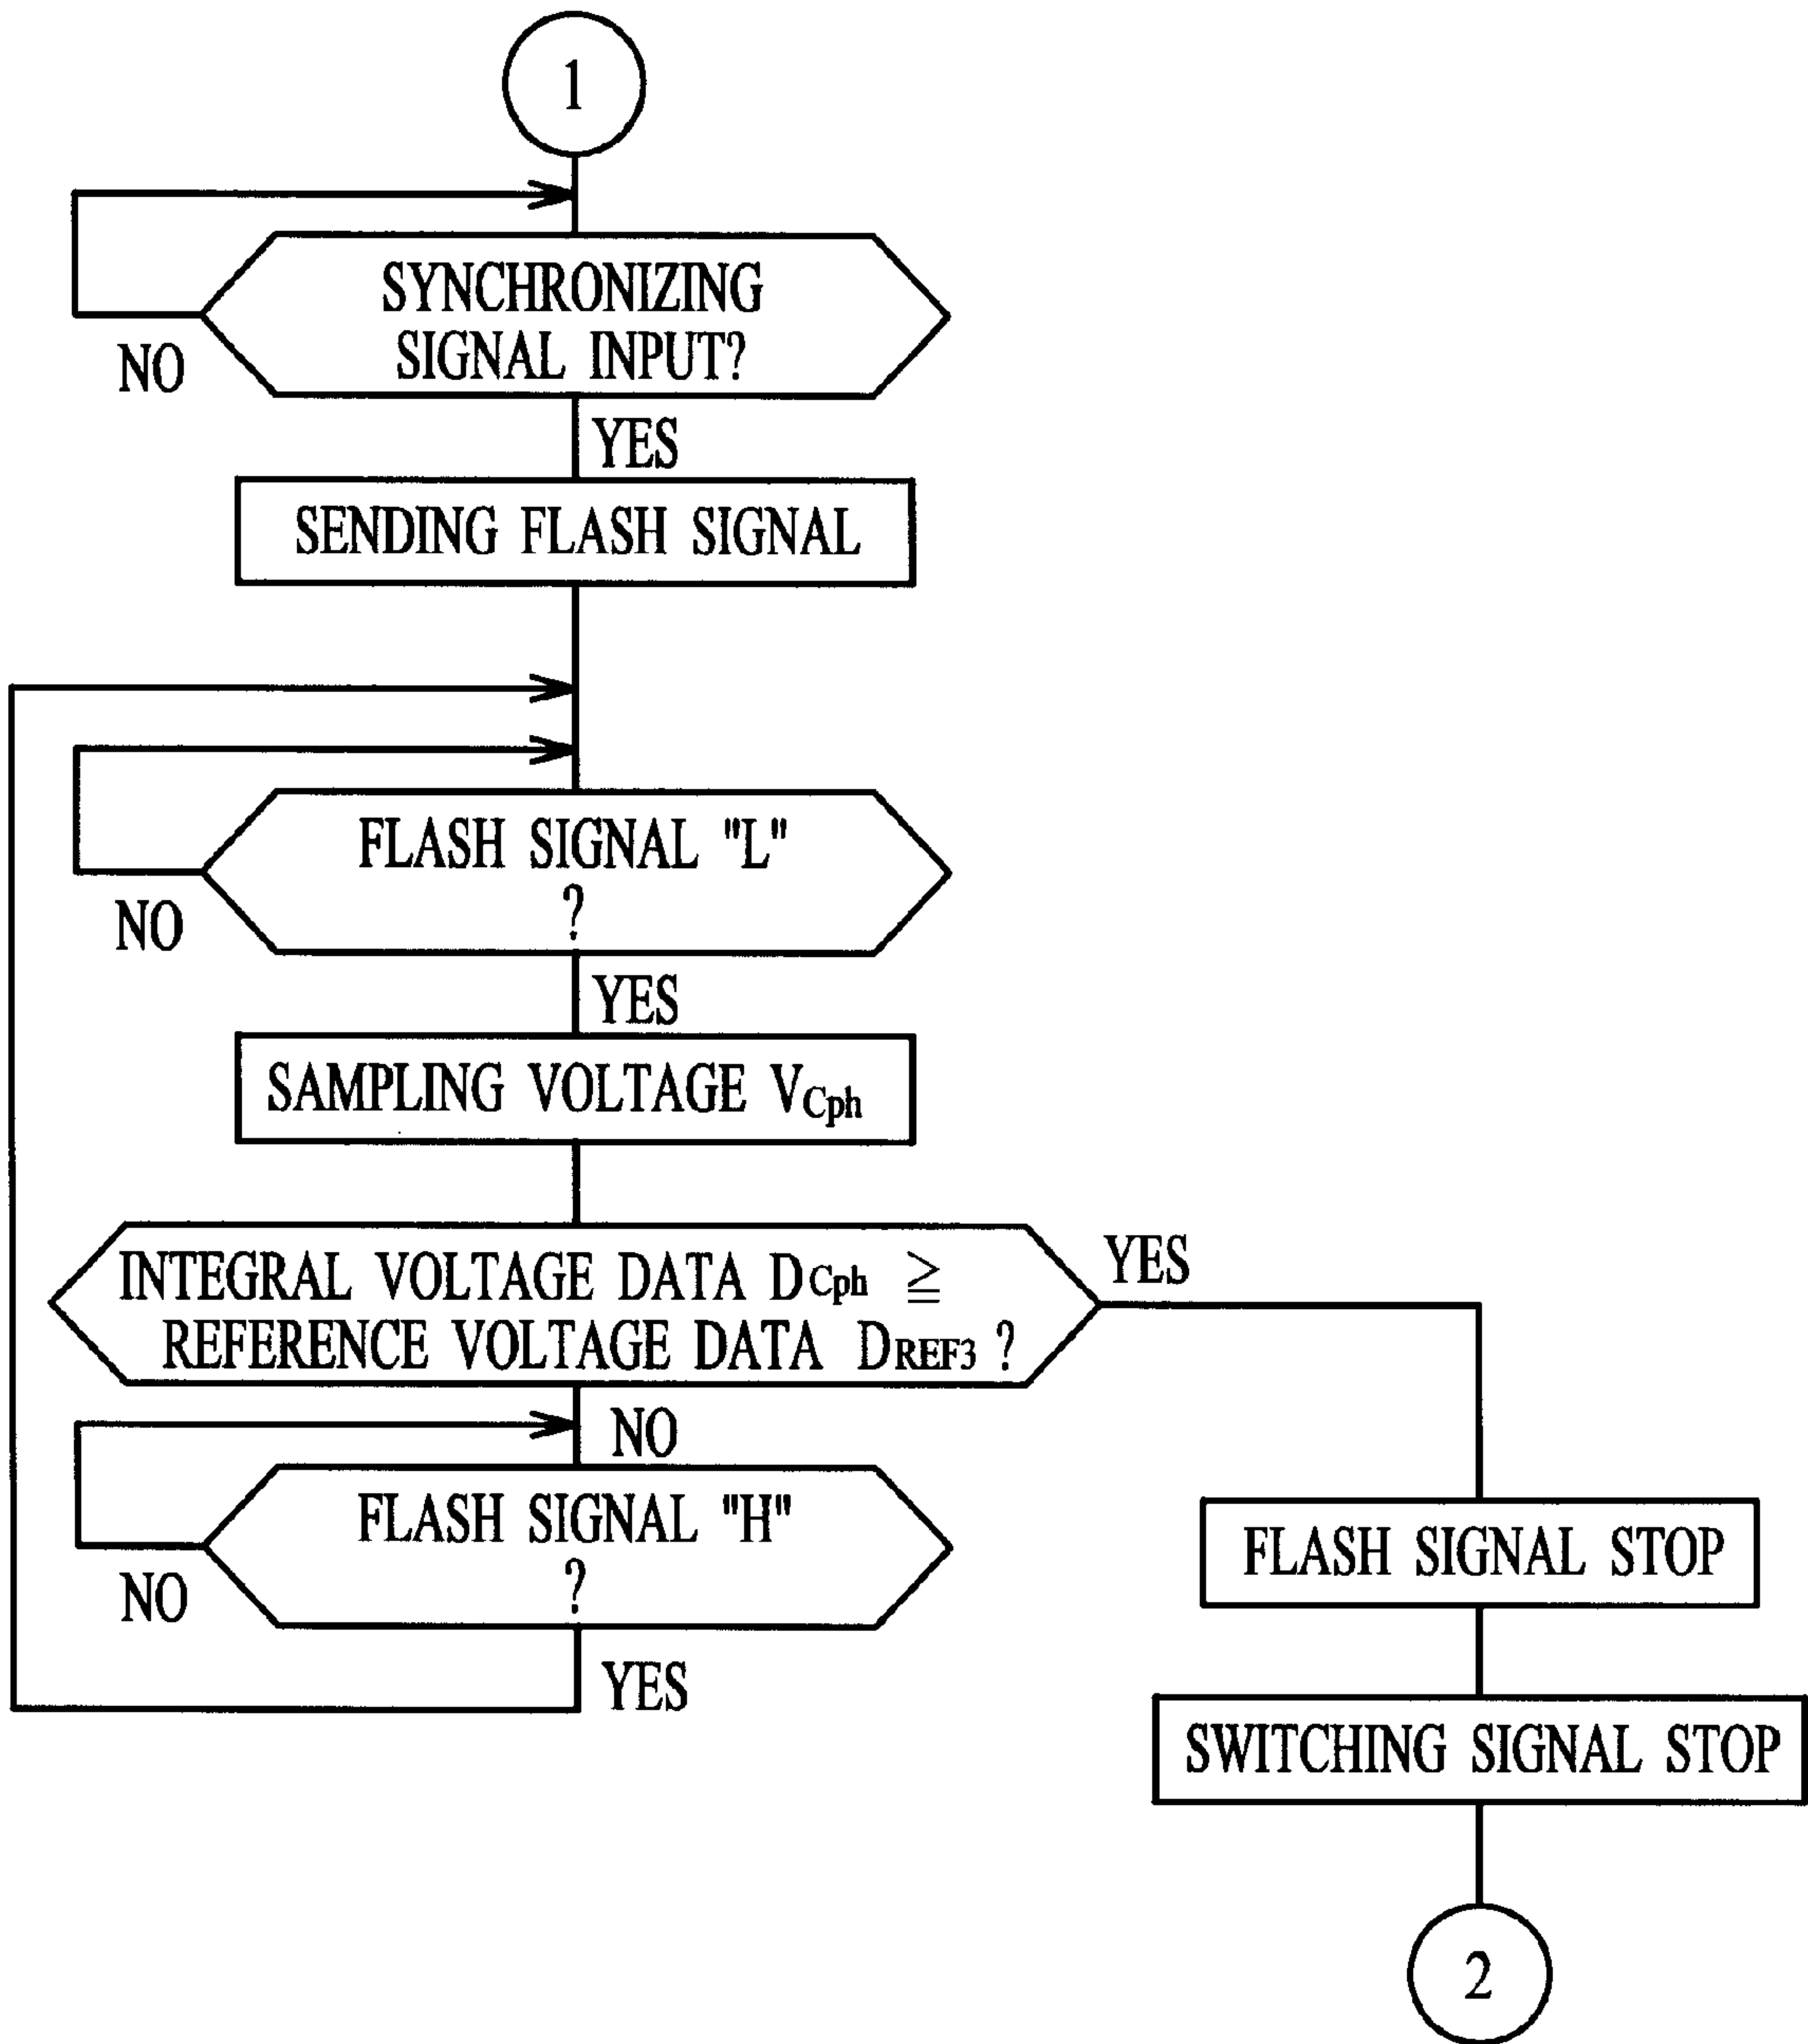 1
SYNCHRONIZING
SIGNAL INPUT?
NO
YES
SENDING FLASH SIGNAL
FLASH SIGNAL "L"
?
NO
YES
SAMPLING VOLTAGE VCph
INTEGRAL VOLTAGE DATA DCph ≧
REFERENCE VOLTAGE DATA DREF3 ?
YES
NO
FLASH SIGNAL "H"
?
NO
YES
FLASH SIGNAL STOP
SWITCHING SIGNAL STOP
2